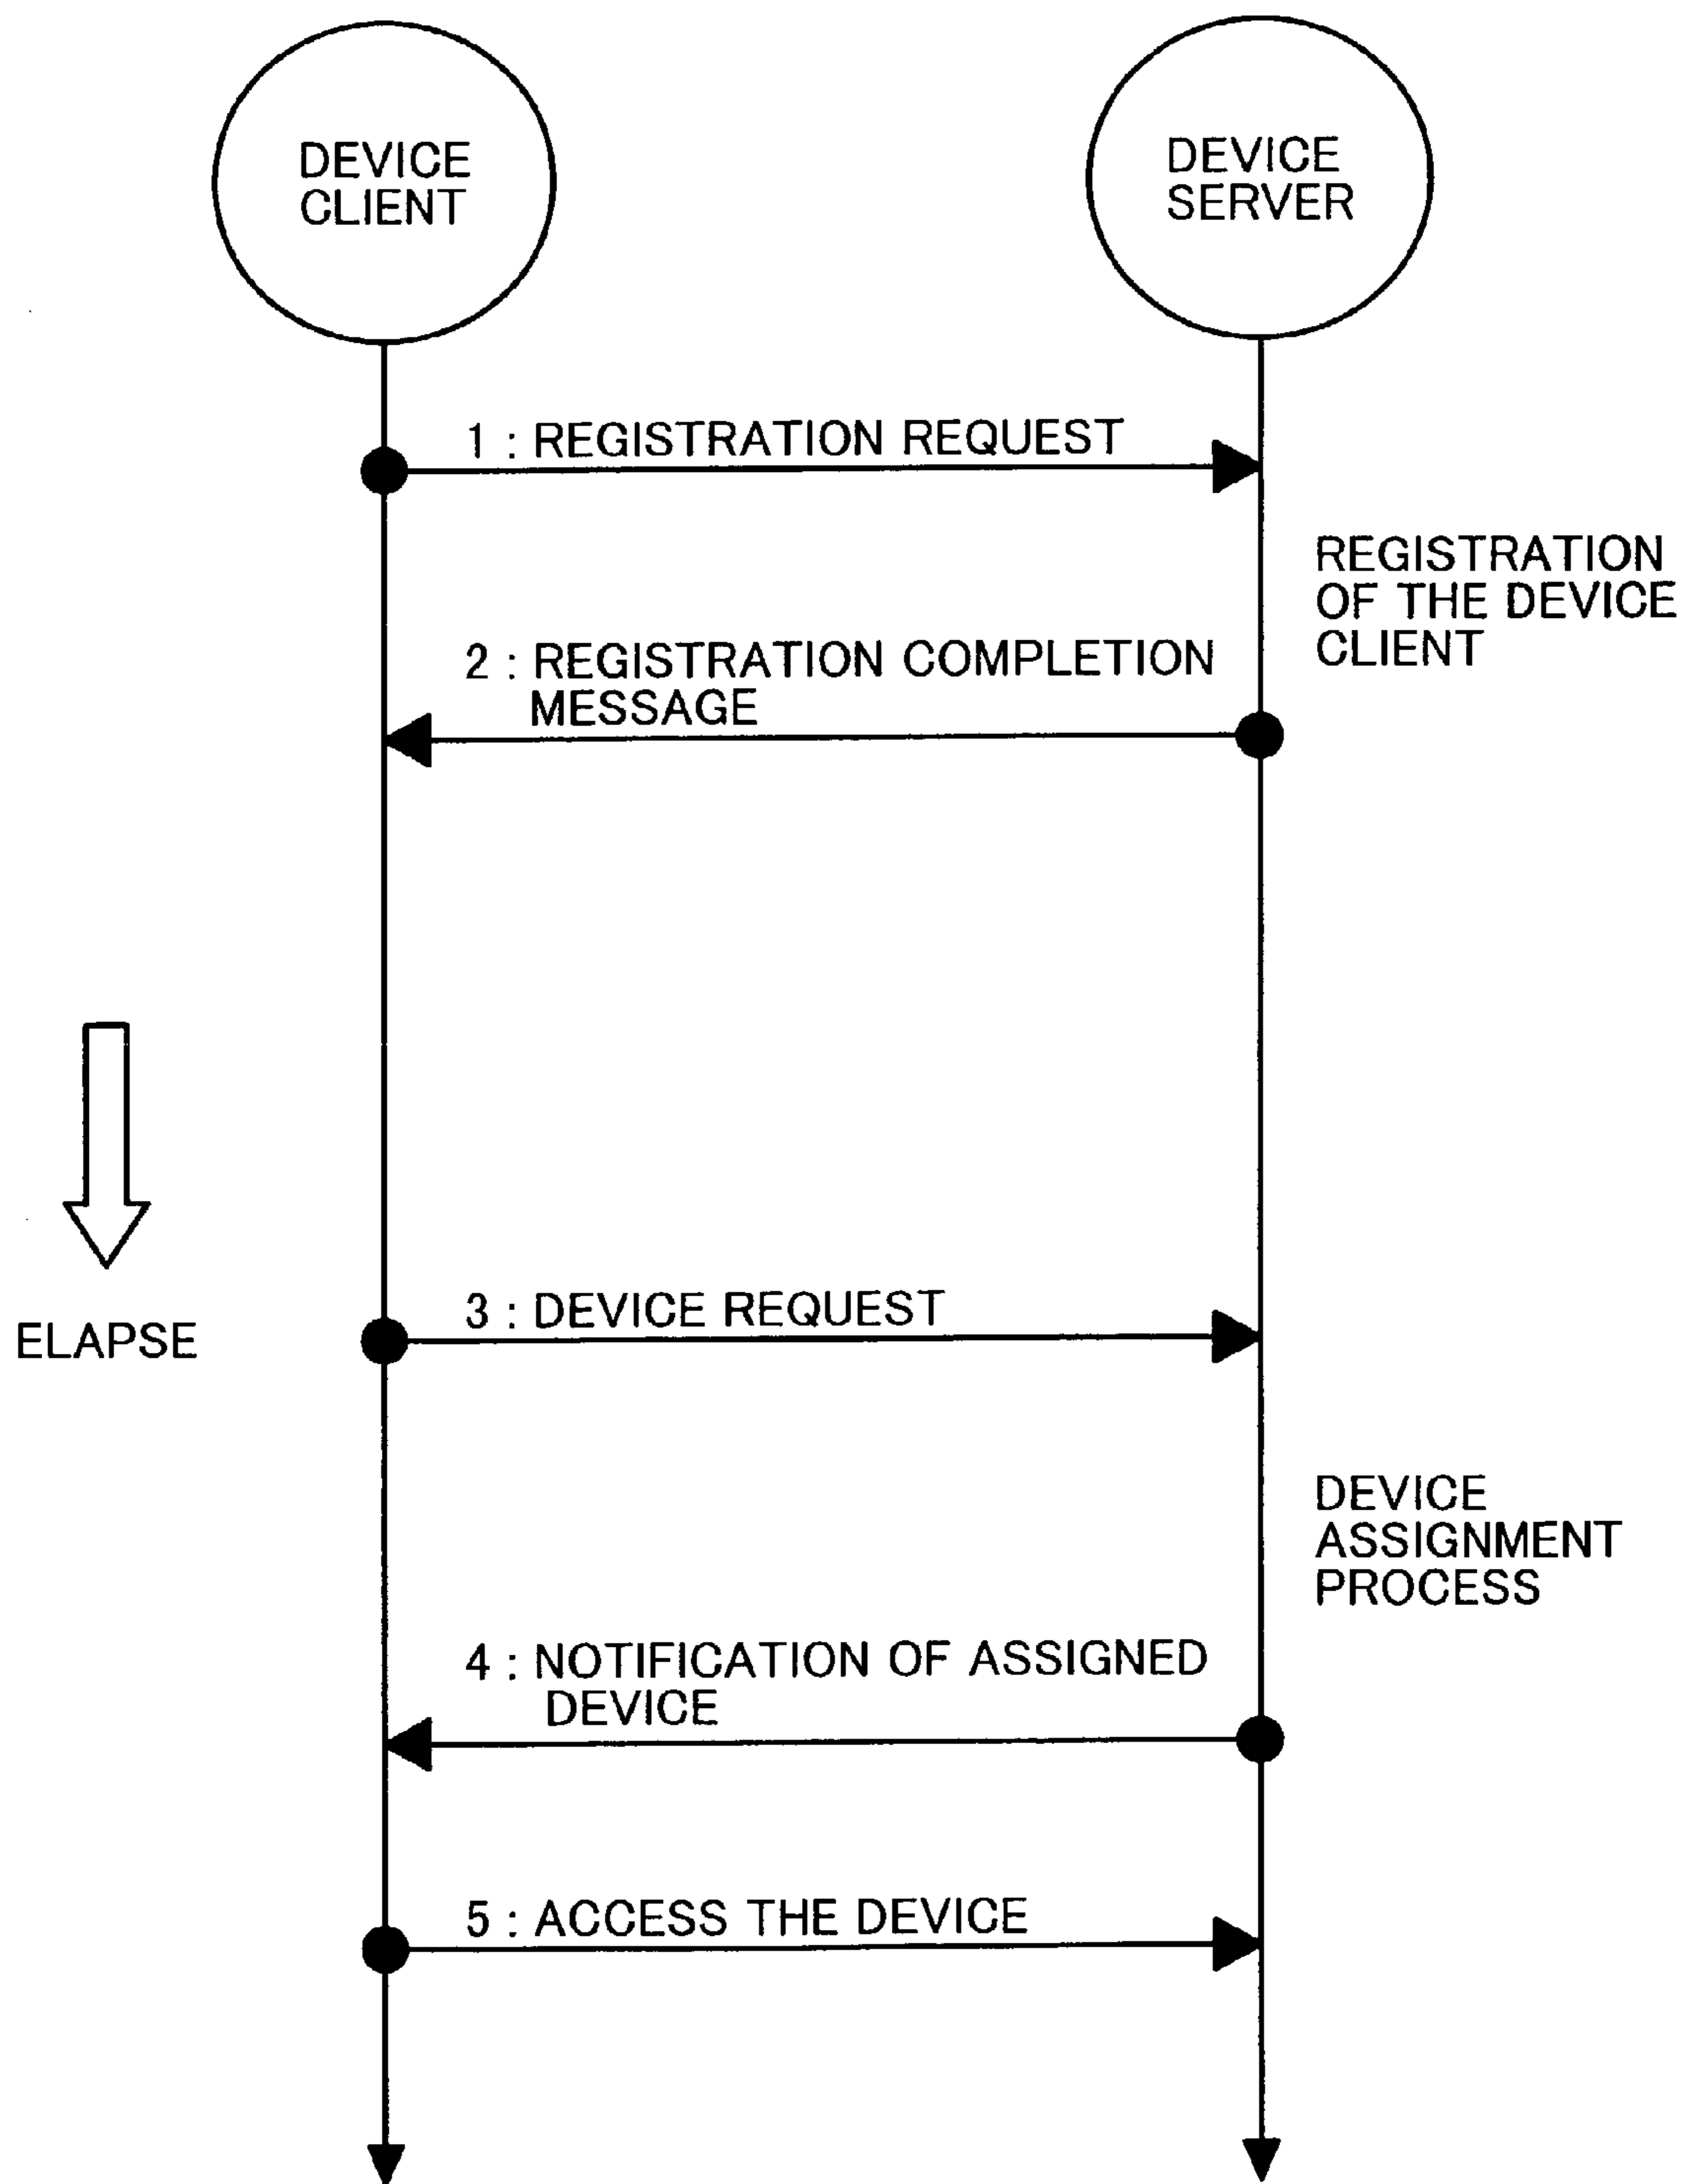 DEVICE
CLIENT
DEVICE
SERVER
1 : REGISTRATION REQUEST
REGISTRATION
OF THE DEVICE
CLIENT
2 : REGISTRATION COMPLETION
MESSAGE
ELAPSE
3 : DEVICE REQUEST
DEVICE
ASSIGNMENT
PROCESS
4 : NOTIFICATION OF ASSIGNED
DEVICE
5 : ACCESS THE DEVICE